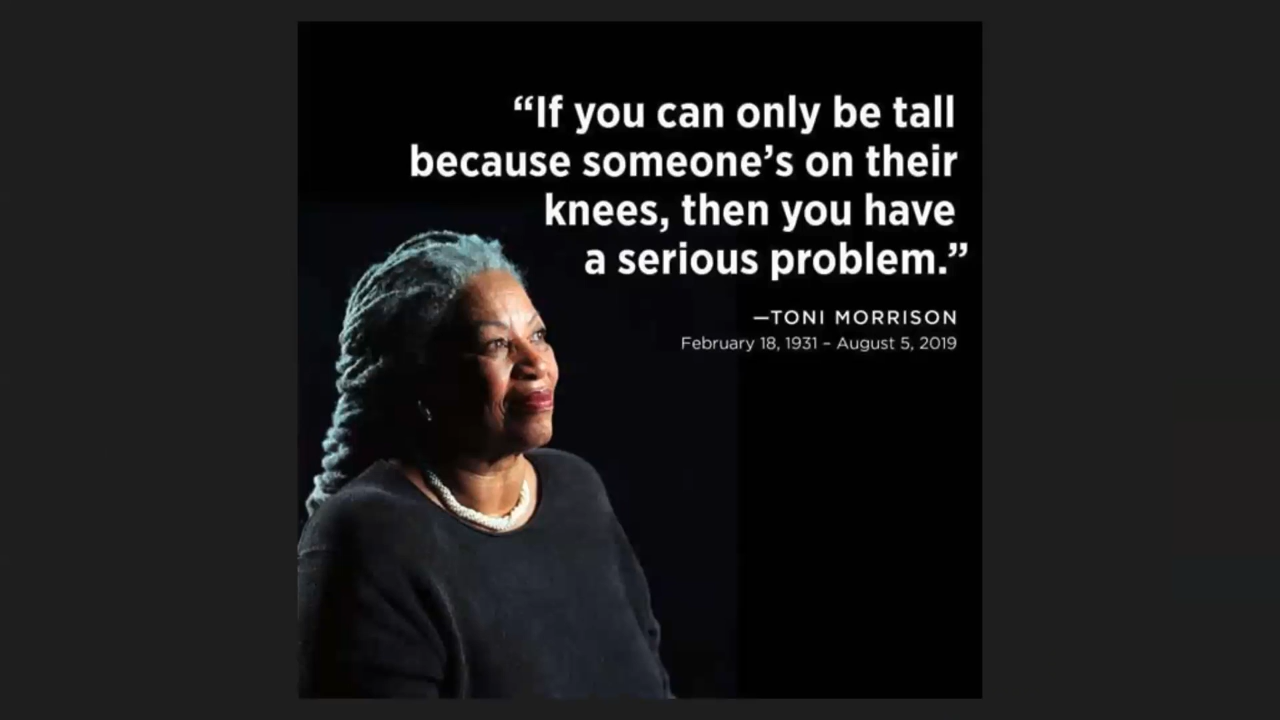 “If you can only be tall
because someone’s on their
knees, then you have
a serious problem.”
—TONI MORRISON
February 18, 1931 – August 5, 2019